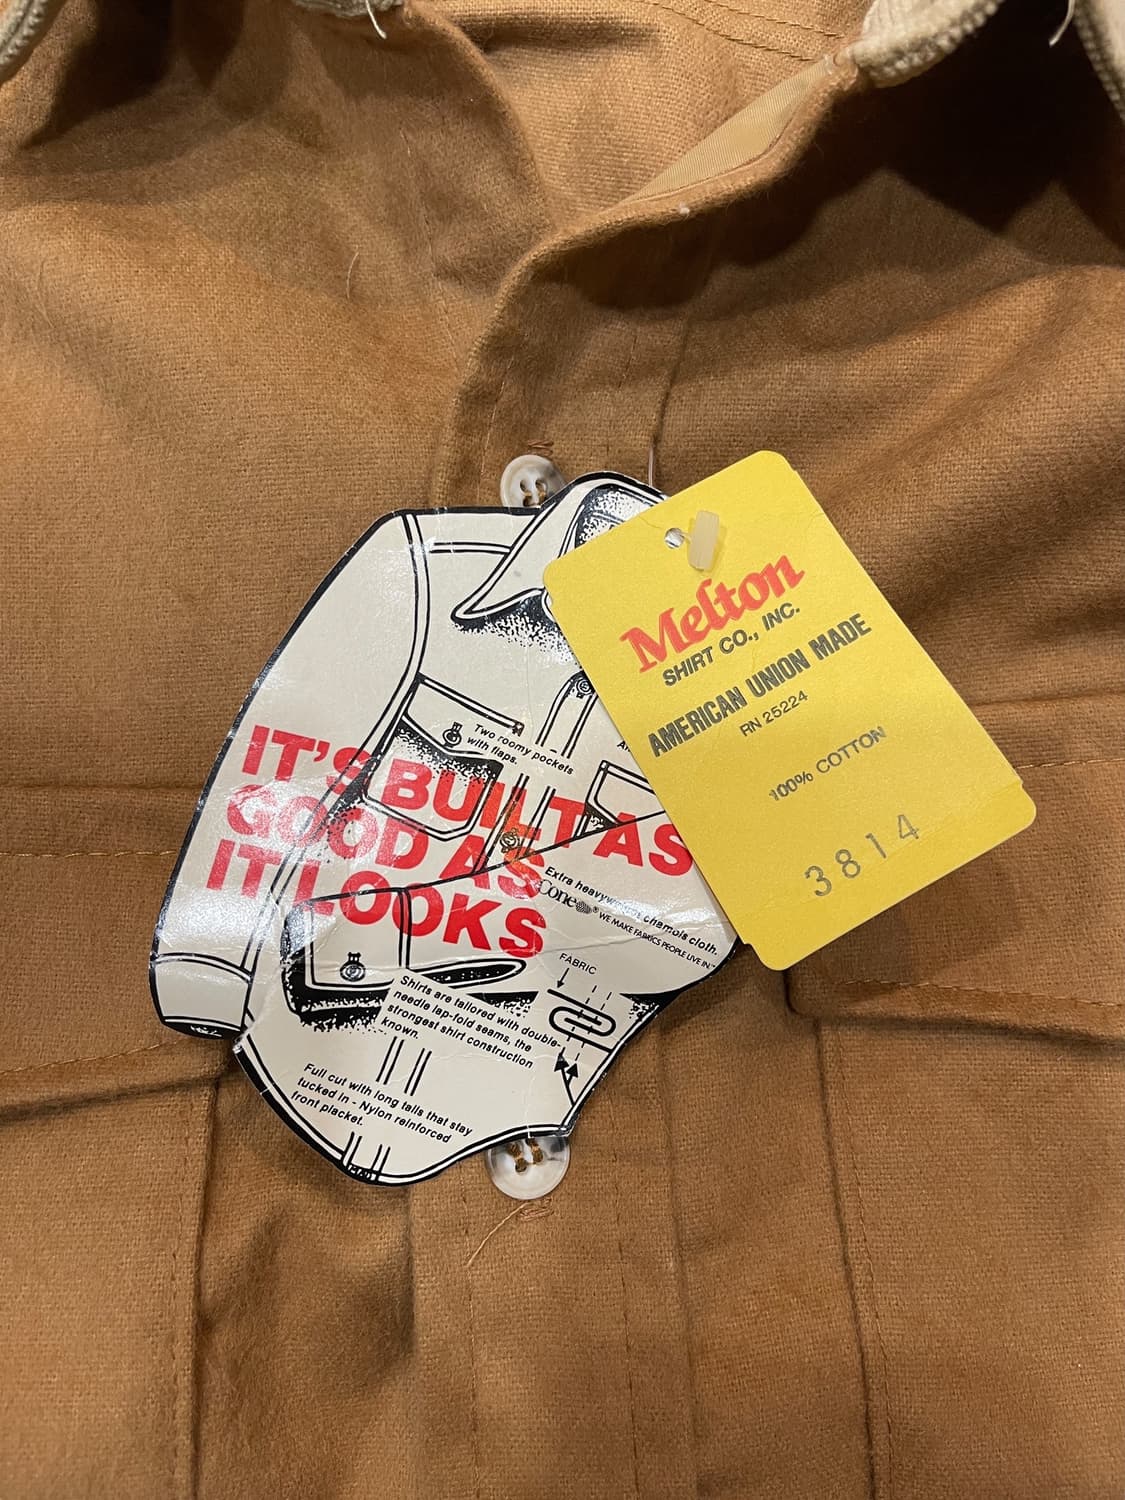 Two roomy pockets
with flaps.
IT'S BUILT AS
GOOD AS
IT LOOKS
Extra heavyweight chamois cloth.
Cone®
WE MAKE FABRICS PEOPLE LIVE IN.™
FABRIC
Shirts are tailored with double-
needle lap-fold seams, the
strongest shirt construction
known.
Full cut with long tails that stay
tucked in - Nylon reinforced
front placket.
Melton
SHIRT CO., INC.
AMERICAN UNION MADE
RN 25224
100% COTTON
3814